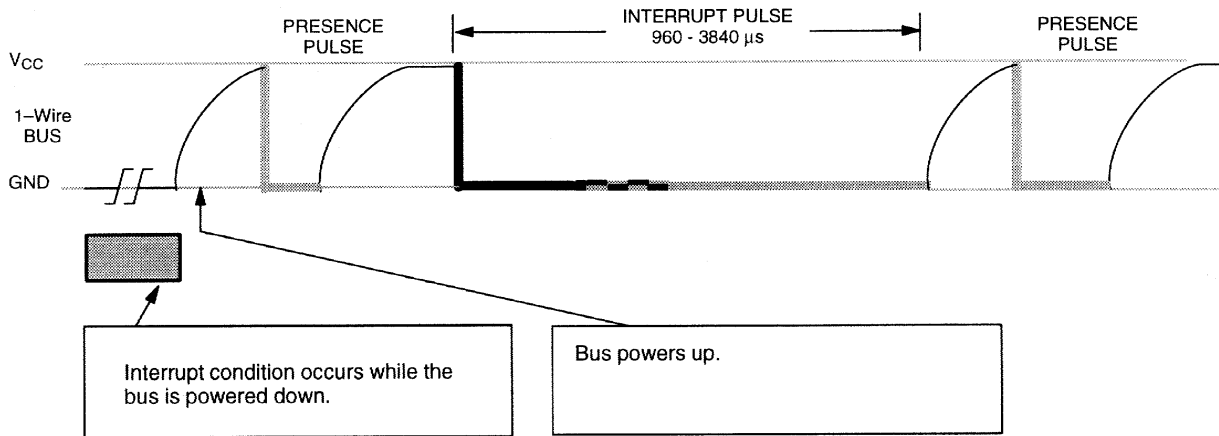 PRESENCE
PULSE
INTERRUPT PULSE
960 - 3840 µs
PRESENCE
PULSE
VCC
1–Wire
BUS
GND
Interrupt condition occurs while the
bus is powered down.
Bus powers up.